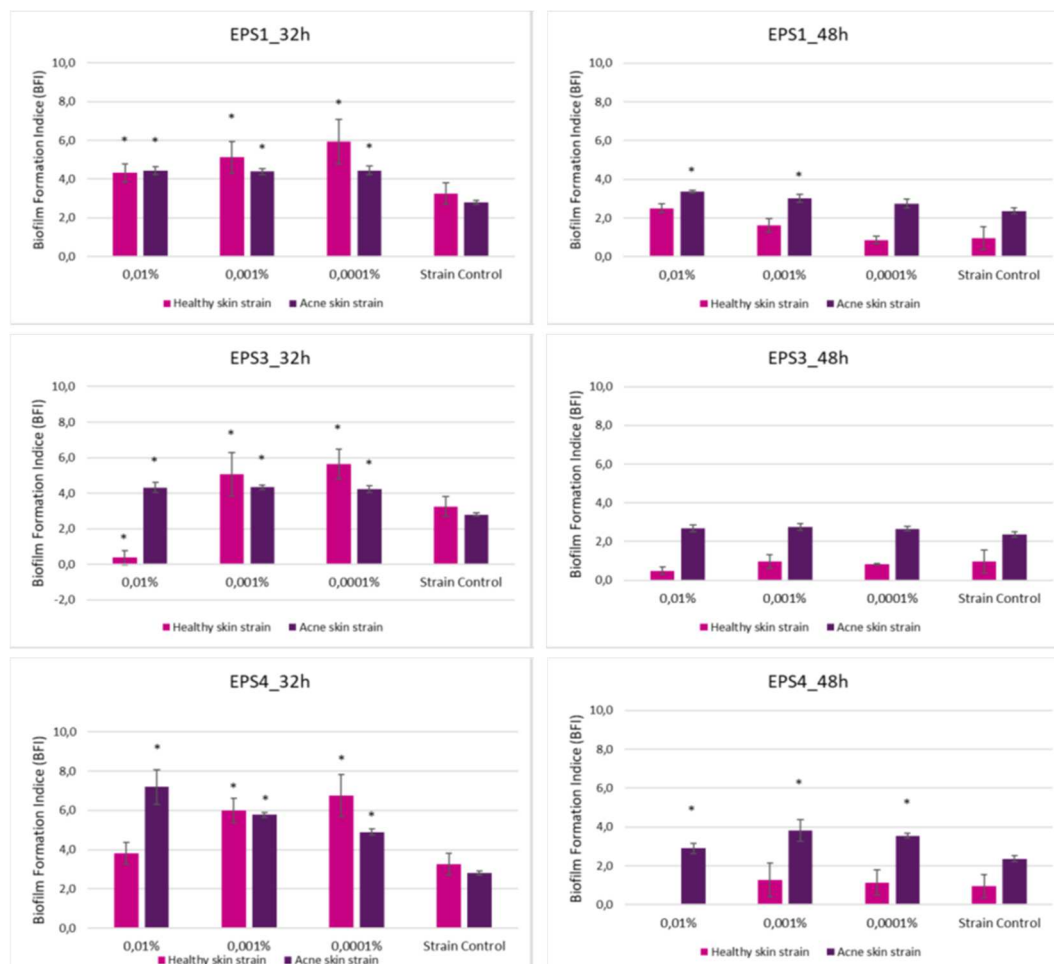 EPS1_32h
Biofilm Formation Indice (BFI)
10,0
8,0
6,0
4,0
2,0
0,0
* * * * * *
0,01% 0,001% 0,0001% Strain Control
Healthy skin strain Acne skin strain
EPS1_48h
Biofilm Formation Indice (BFI)
10,0
8,0
6,0
4,0
2,0
0,0
* *
0,01% 0,001% 0,0001% Strain Control
Healthy skin strain Acne skin strain
EPS3_32h
Biofilm Formation Indice (BFI)
10,0
8,0
6,0
4,0
2,0
0,0
-2,0
* * * * * *
0,01% 0,001% 0,0001% Strain Control
Healthy skin strain Acne skin strain
EPS3_48h
Biofilm Formation Indice (BFI)
10,0
8,0
6,0
4,0
2,0
0,0
0,01% 0,001% 0,0001% Strain Control
Healthy skin strain Acne skin strain
EPS4_32h
Biofilm Formation Indice (BFI)
10,0
8,0
6,0
4,0
2,0
0,0
* * * * *
0,01% 0,001% 0,0001% Strain Control
Healthy skin strain Acne skin strain
EPS4_48h
Biofilm Formation Indice (BFI)
10,0
8,0
6,0
4,0
2,0
0,0
* * *
0,01% 0,001% 0,0001% Strain Control
Healthy skin strain Acne skin strain